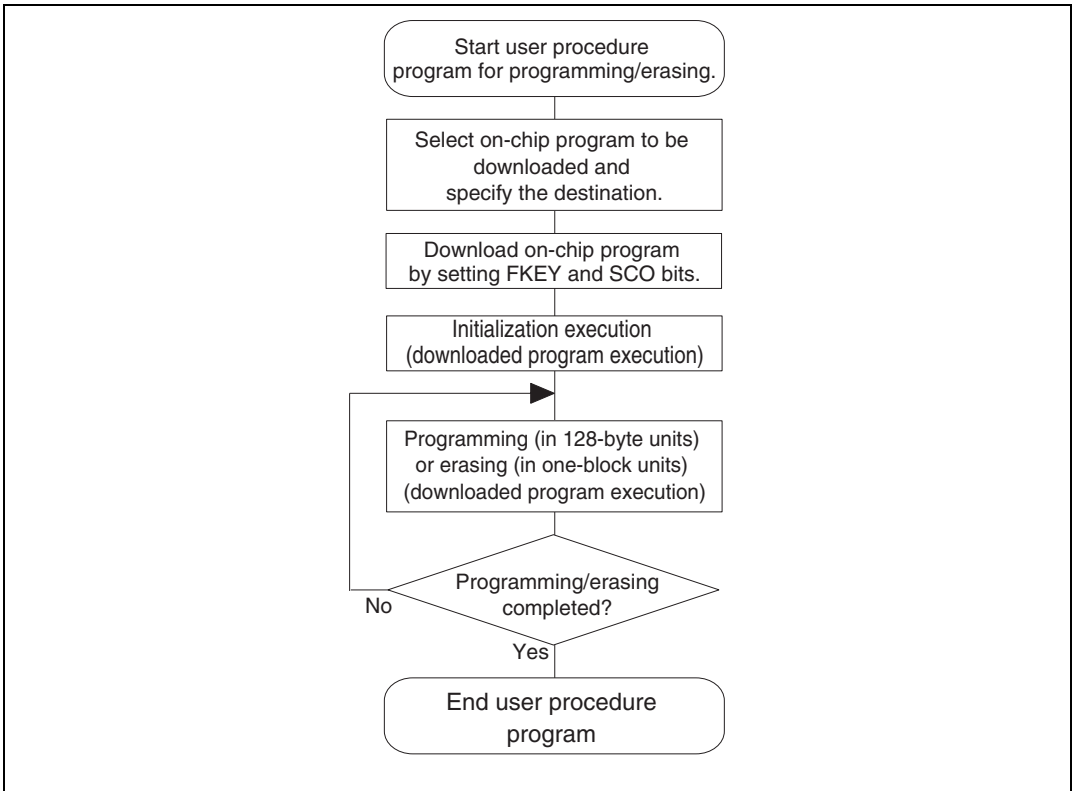 Start user procedure
program for programming/erasing.
Select on-chip program to be
downloaded and
specify the destination.
Download on-chip program
by setting FKEY and SCO bits.
Initialization execution
(downloaded program execution)
Programming (in 128-byte units)
or erasing (in one-block units)
(downloaded program execution)
Programming/erasing
completed?
No
Yes
End user procedure
program